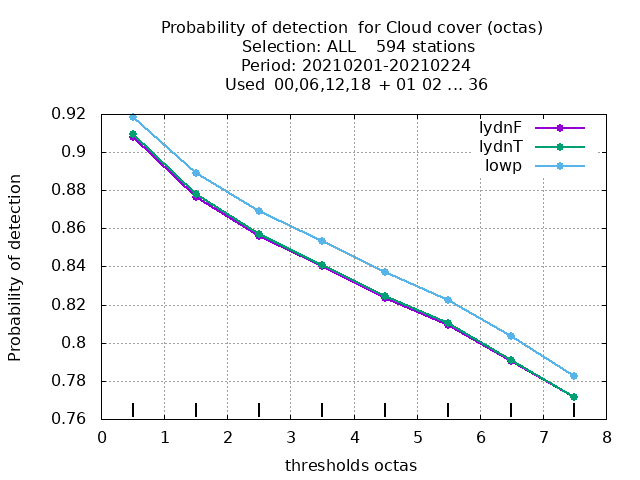 Probability of detection  for Cloud cover (octas)
Selection: ALL    594 stations
Period: 20210201-20210224
Used  00,06,12,18  + 01 02 ... 36
lydnF
lydnT
lowp
Probability of detection
0.92
0.9
0.88
0.86
0.84
0.82
0.8
0.78
0.76
0 1 2 3 4 5 6 7 8
thresholds octas